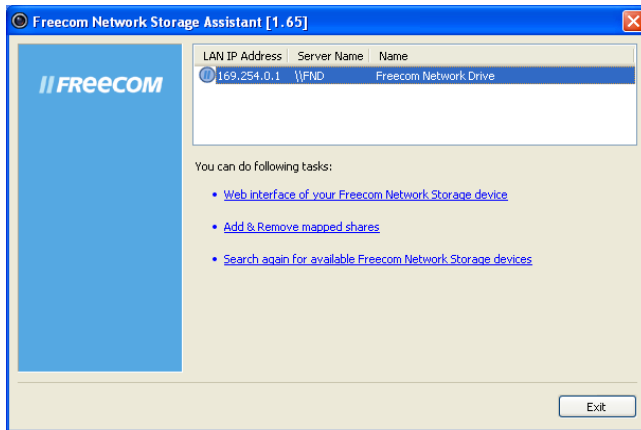 Freecom Network Storage Assistant [1.65]
FREECOM
LAN IP Address Server Name Name
169.254.0.1 \\FND Freecom Network Drive
You can do following tasks:
• Web interface of your Freecom Network Storage device
• Add & Remove mapped shares
• Search again for available Freecom Network Storage devices
Exit